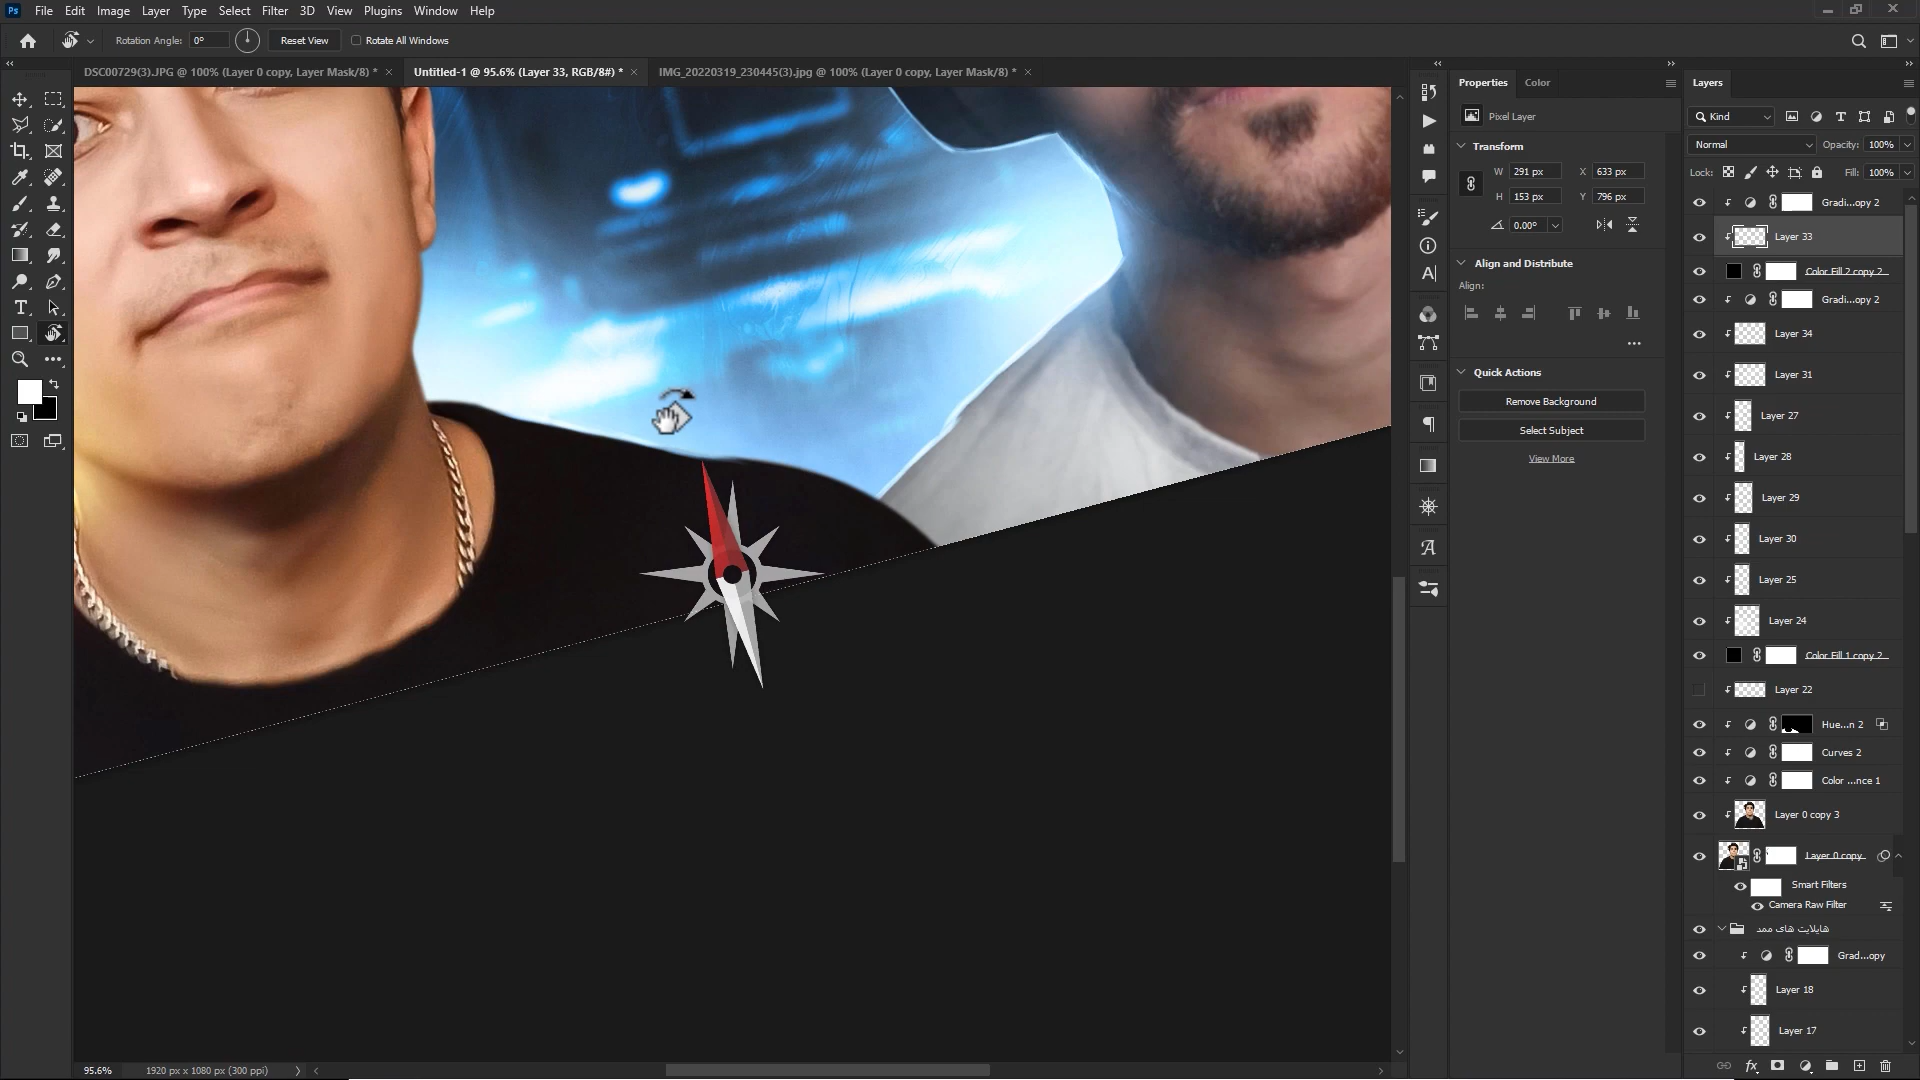 Ps File Edit Image Layer Type Select Filter 3D View Plugins Window Help
Rotation Angle: 0° Reset View Rotate All Windows
DSC00729(3).JPG @ 100% (Layer 0 copy, Layer Mask/8) * × Untitled-1 @ 95.6% (Layer 33, RGB/8#) * × IMG_20220319_230445(3).jpg @ 100% (Layer 0 copy, Layer Mask/8) * ×
Properties Color
Pixel Layer
Transform
W 291 px X 633 px
H 153 px Y 796 px
0.00°
Align and Distribute
Align:
Quick Actions
Remove Background
Select Subject
View More
Layers
Kind
Normal Opacity: 100%
Lock: Fill: 100%
Gradi...opy 2
Layer 33
Color Fill 2 copy 2
Gradi...opy 2
Layer 34
Layer 31
Layer 27
Layer 28
Layer 29
Layer 30
Layer 25
Layer 24
Color Fill 1 copy 2
Layer 22
Hue...n 2
Curves 2
Color ...nce 1
Layer 0 copy 3
Layer 0 copy
Smart Filters
Camera Raw Filter
هایلایت های ممد
Grad...opy
Layer 18
Layer 17
95.6% 1920 px x 1080 px (300 ppi)